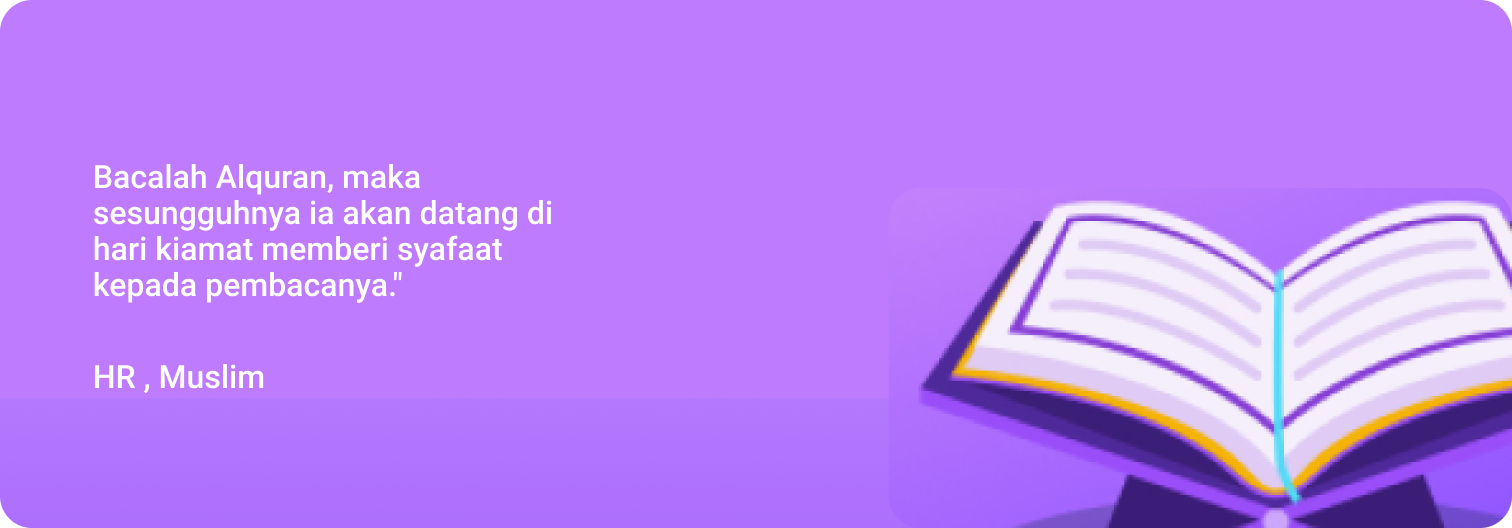 Bacalah Alquran, maka
sesungguhnya ia akan datang di
hari kiamat memberi syafaat
kepada pembacanya."
HR , Muslim